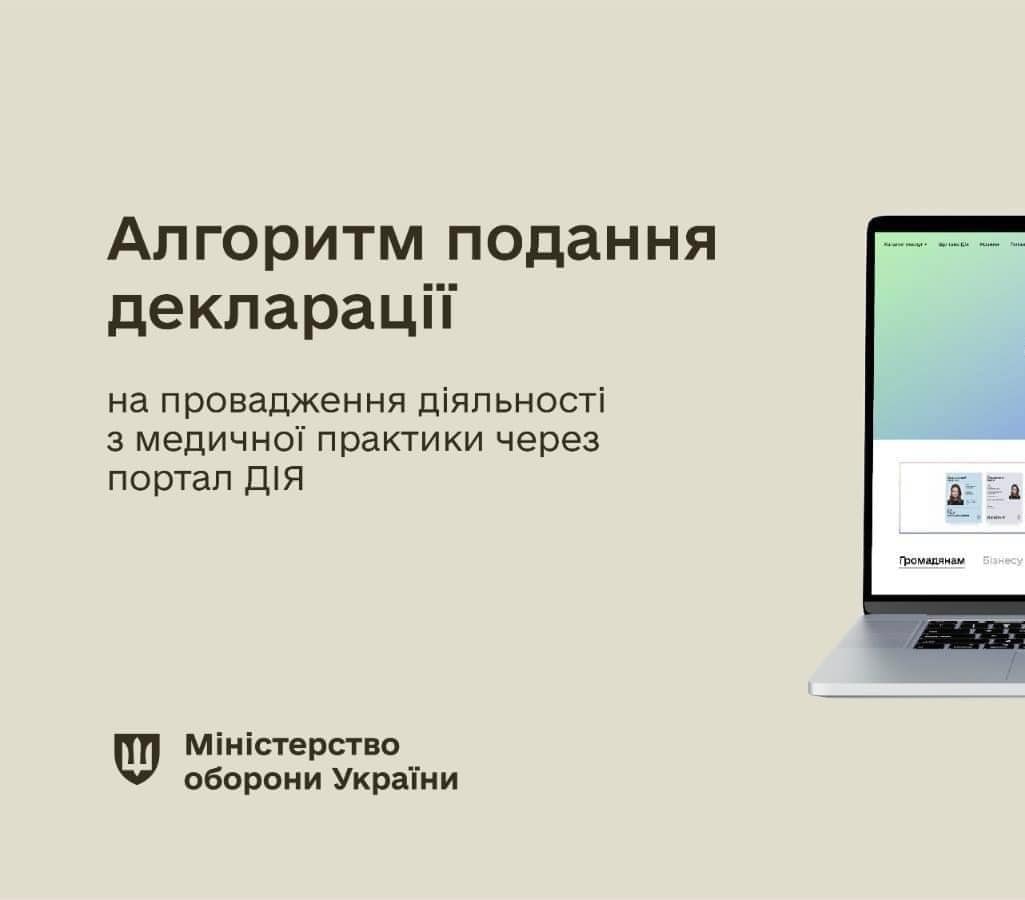 Алгоритм подання
декларації
на провадження діяльності
з медичної практики через
портал ДІЯ
Громадянам Бізнесу
Міністерство
оборони України